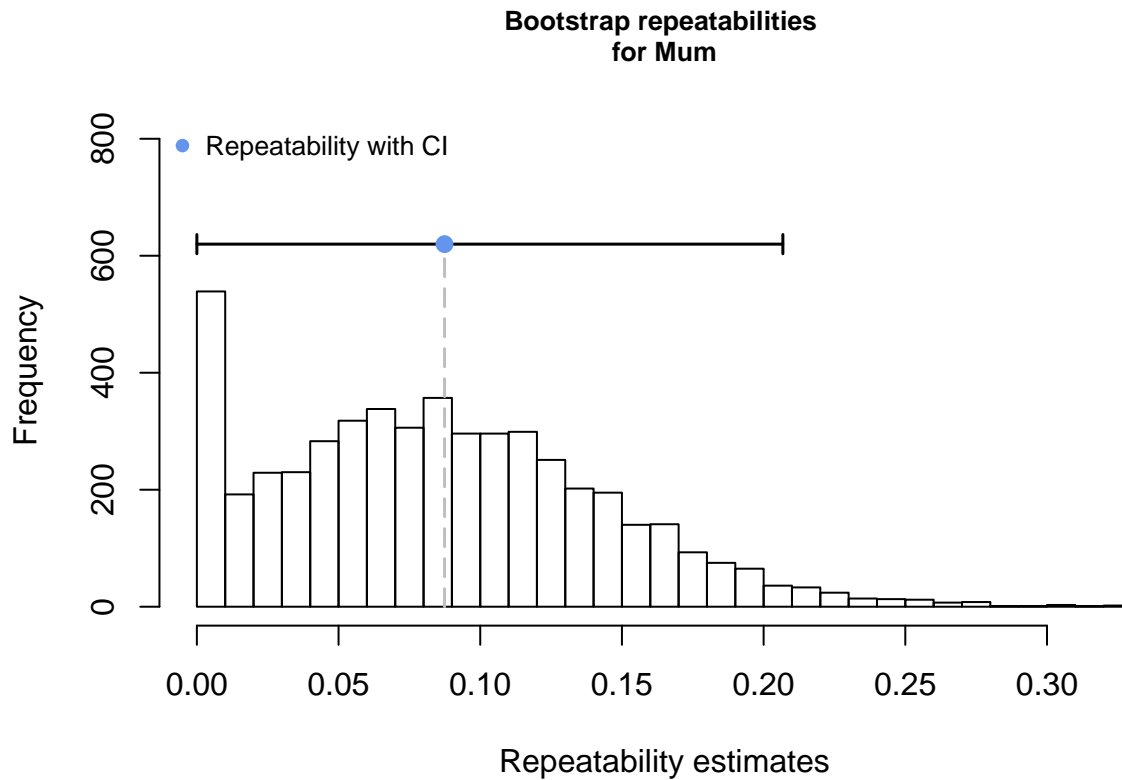 Bootstrap repeatabilities
for Mum
Repeatability with CI
Frequency
800
600
400
200
0
0.00 0.05 0.10 0.15 0.20 0.25 0.30
Repeatability estimates